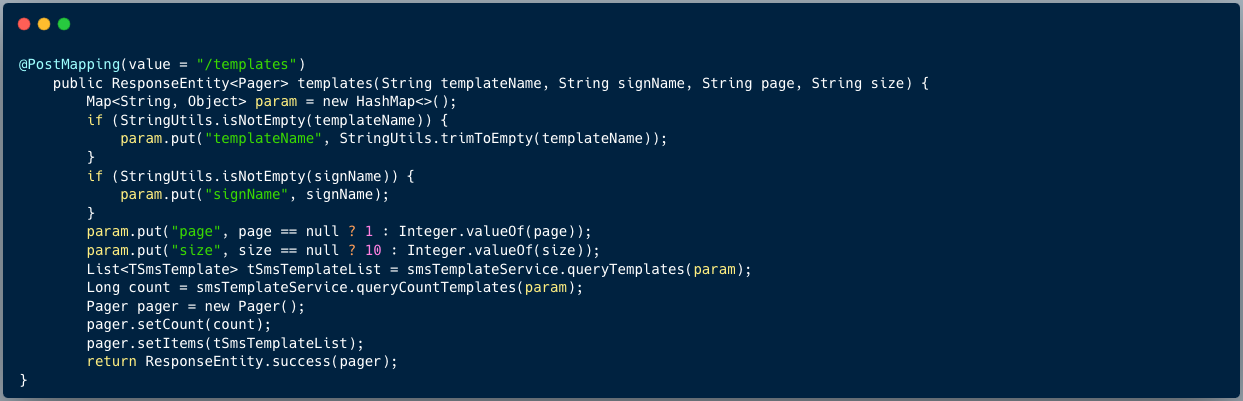 @PostMapping(value = "/templates")
    public ResponseEntity<Pager> templates(String templateName, String signName, String page, String size) {
        Map<String, Object> param = new HashMap<>();
        if (StringUtils.isNotEmpty(templateName)) {
            param.put("templateName", StringUtils.trimToEmpty(templateName));
        }
        if (StringUtils.isNotEmpty(signName)) {
            param.put("signName", signName);
        }
        param.put("page", page == null ? 1 : Integer.valueOf(page));
        param.put("size", size == null ? 10 : Integer.valueOf(size));
        List<TSmsTemplate> tSmsTemplateList = smsTemplateService.queryTemplates(param);
        Long count = smsTemplateService.queryCountTemplates(param);
        Pager pager = new Pager();
        pager.setCount(count);
        pager.setItems(tSmsTemplateList);
        return ResponseEntity.success(pager);
}